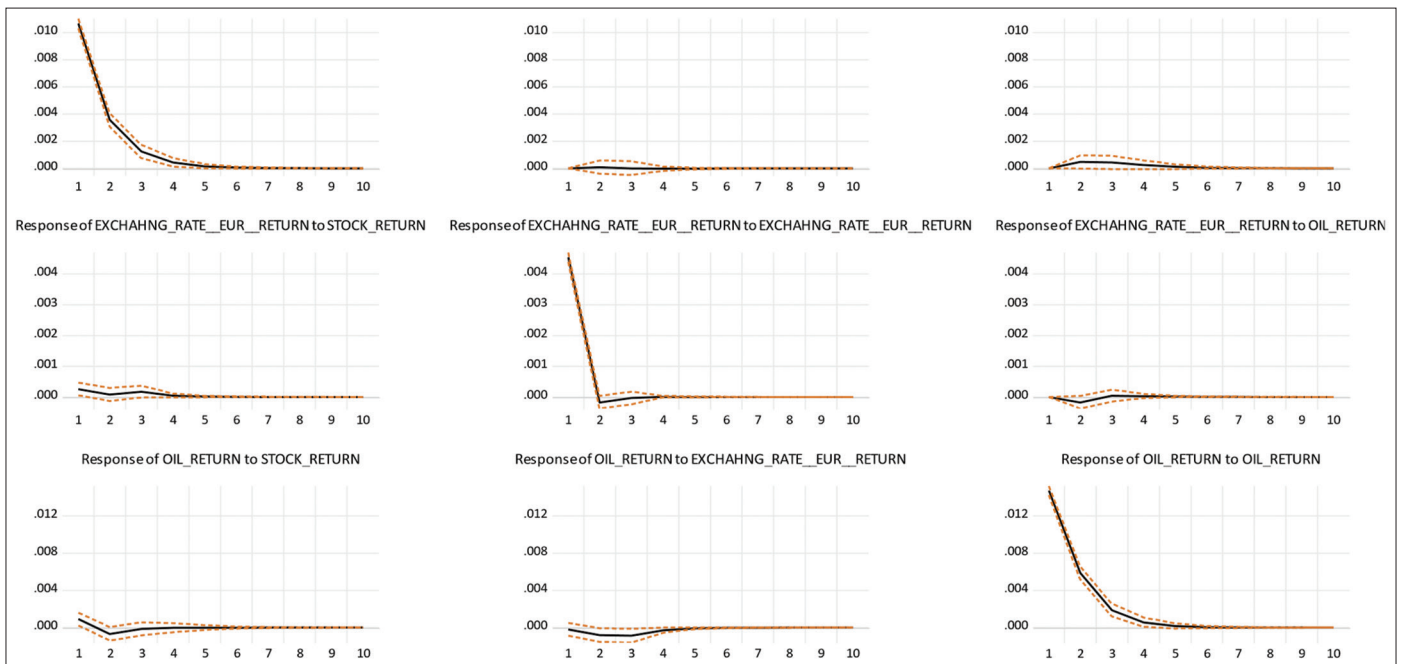 .010 .010 .010
.008 .008 .008
.006 .006 .006
.004 .004 .004
.002 .002 .002
.000 .000 .000
1 2 3 4 5 6 7 8 9 10 1 2 3 4 5 6 7 8 9 10 1 2 3 4 5 6 7 8 9 10
Response of EXCHAHNG_RATE__EUR__RETURN to STOCK_RETURN Response of EXCHAHNG_RATE__EUR__RETURN to EXCHAHNG_RATE__EUR__RETURN Response of EXCHAHNG_RATE__EUR__RETURN to OIL_RETURN
.004 .004 .004
.003 .003 .003
.002 .002 .002
.001 .001 .001
.000 .000 .000
1 2 3 4 5 6 7 8 9 10 1 2 3 4 5 6 7 8 9 10 1 2 3 4 5 6 7 8 9 10
Response of OIL_RETURN to STOCK_RETURN Response of OIL_RETURN to EXCHAHNG_RATE__EUR__RETURN Response of OIL_RETURN to OIL_RETURN
.012 .012 .012
.008 .008 .008
.004 .004 .004
.000 .000 .000
1 2 3 4 5 6 7 8 9 10 1 2 3 4 5 6 7 8 9 10 1 2 3 4 5 6 7 8 9 10